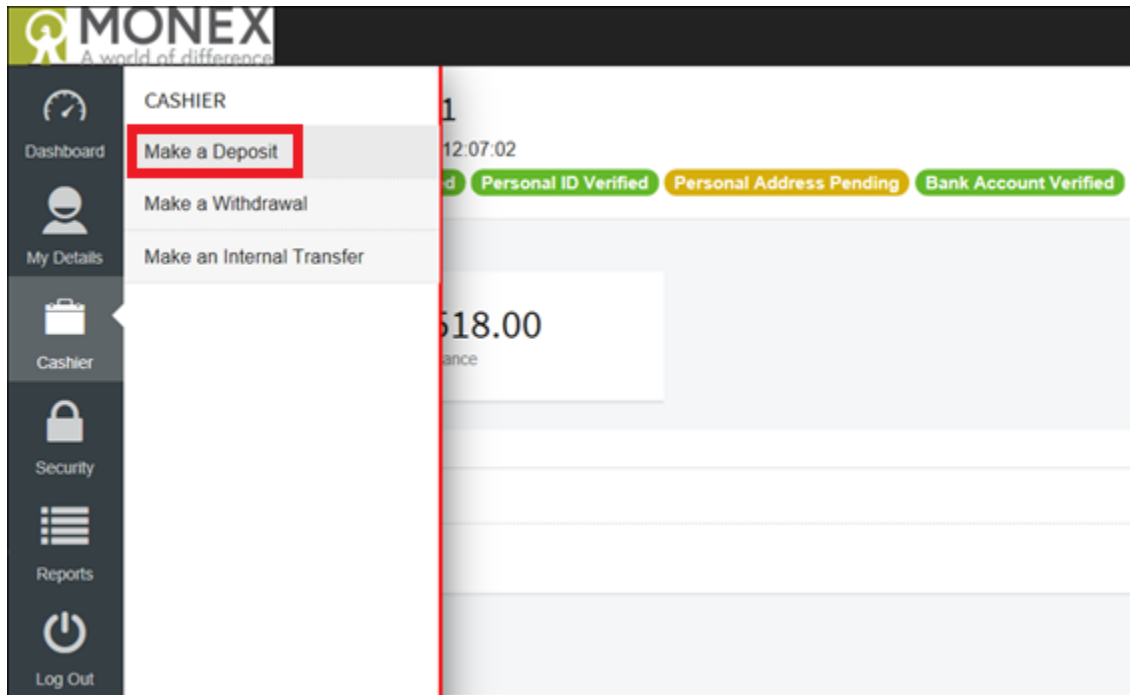 MONEX
A world of difference
Dashboard
My Details
Cashier
Security
Reports
Log Out
CASHIER
Make a Deposit
Make a Withdrawal
Make an Internal Transfer
1
12:07:02
d
Personal ID Verified
Personal Address Pending
Bank Account Verified
518.00
ance